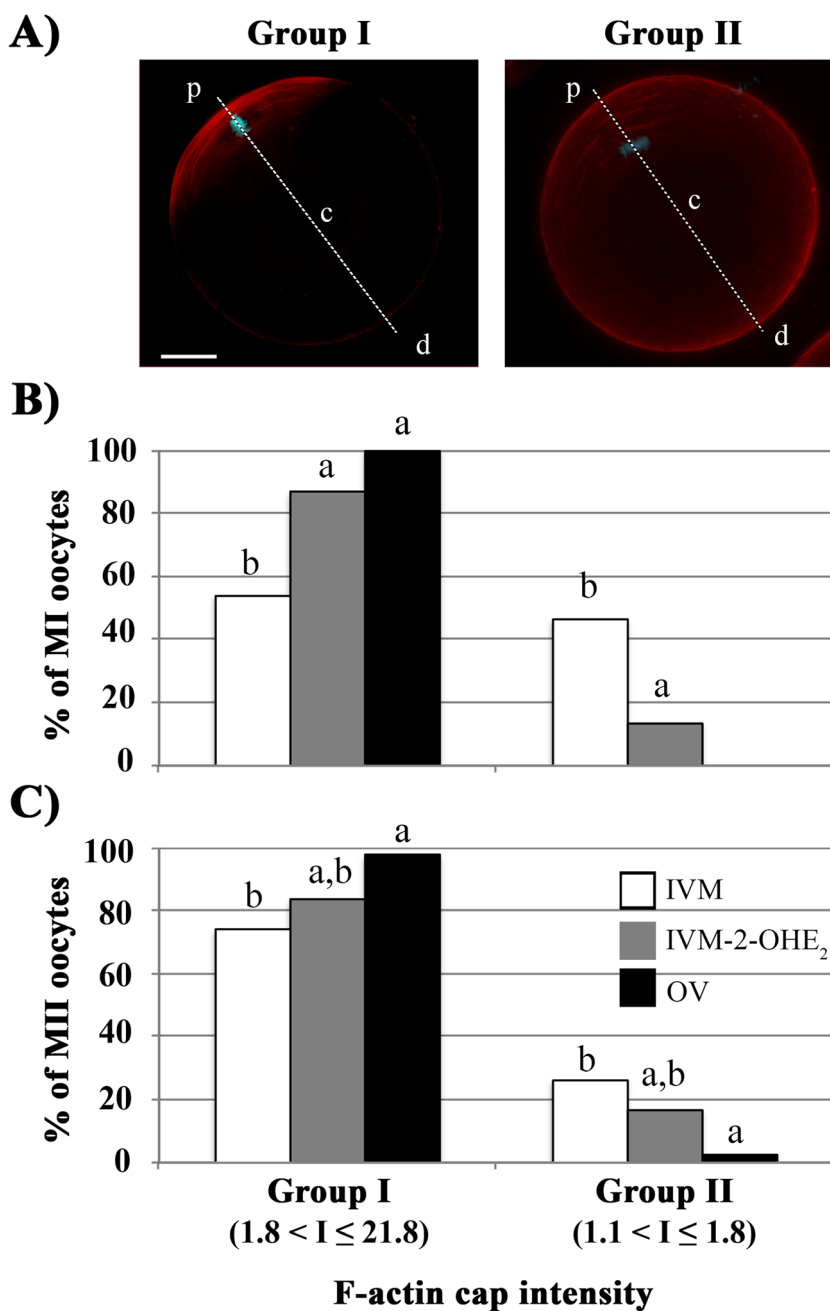 A)
Group I
Group II
p
c
d
p
c
d
B)
% of MI oocytes
100
80
60
40
20
0
b
a
a
b
a
C)
% of MII oocytes
100
80
60
40
20
0
b
a,b
a
b
a,b
a
IVM
IVM-2-OHE₂
OV
Group I
(1.8 < I ≤ 21.8)
Group II
(1.1 < I ≤ 1.8)
F-actin cap intensity